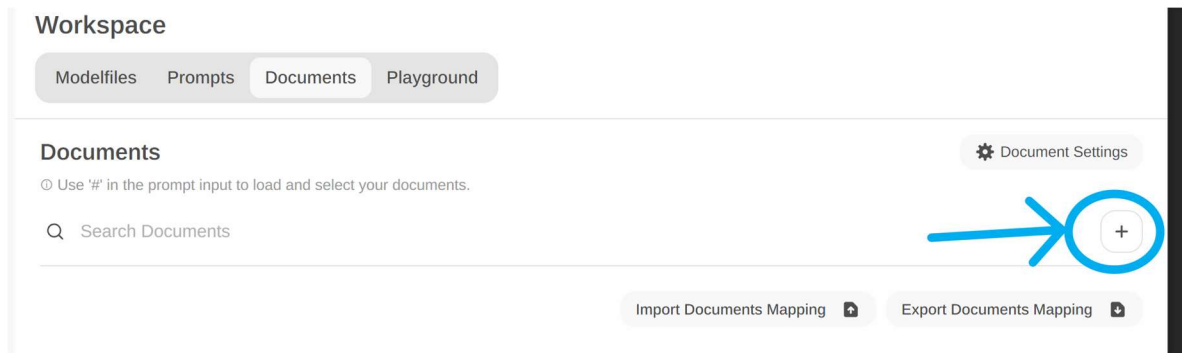 Workspace
Modelfiles Prompts Documents Playground
Documents
Document Settings
Use '#' in the prompt input to load and select your documents.
Search Documents
+
Import Documents Mapping Export Documents Mapping